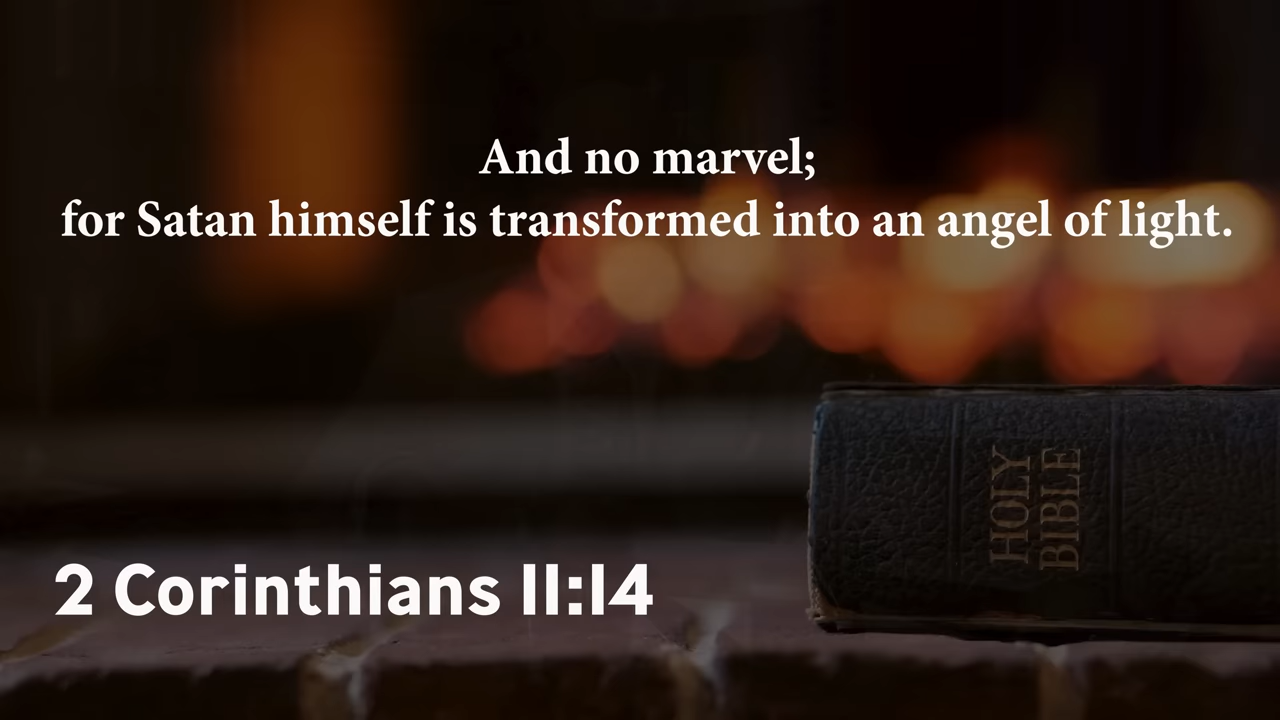 And no marvel;
for Satan himself is transformed into an angel of light.
HOLY
BIBLE
2 Corinthians 11:14